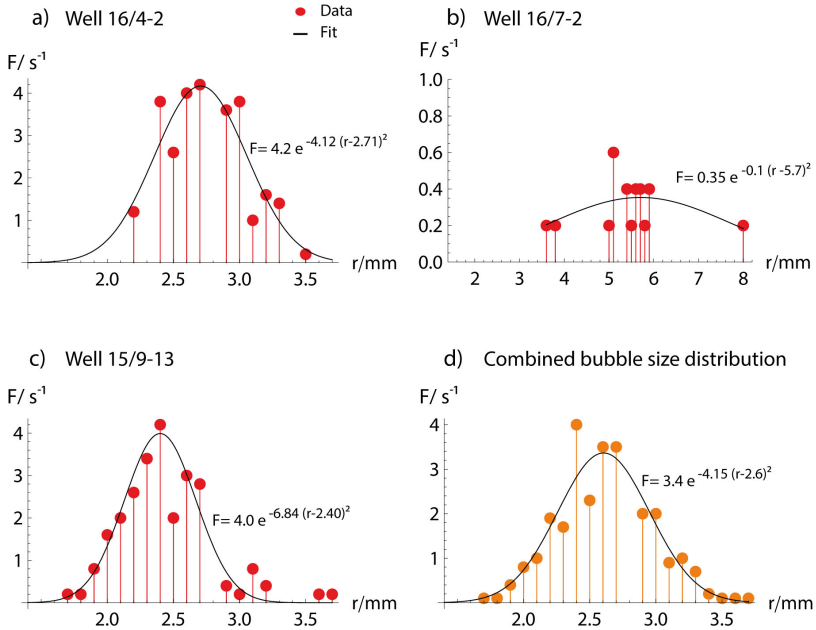 a) Well 16/4-2
Data
Fit
F/ s⁻¹
4
3
2
1
2.0 2.5 3.0 3.5
r/mm
F= 4.2 e^-4.12 (r-2.71)²
b) Well 16/7-2
F/ s⁻¹
1.0
0.8
0.6
0.4
0.2
0.0
2 3 4 5 6 7 8
r/mm
F= 0.35 e^-0.1 (r -5.7)²
c) Well 15/9-13
F/ s⁻¹
4
3
2
1
2.0 2.5 3.0 3.5
r/mm
F= 4.0 e^-6.84 (r-2.40)²
d) Combined bubble size distribution
F/ s⁻¹
4
3
2
1
2.0 2.5 3.0 3.5
r/mm
F= 3.4 e^-4.15 (r-2.6)²